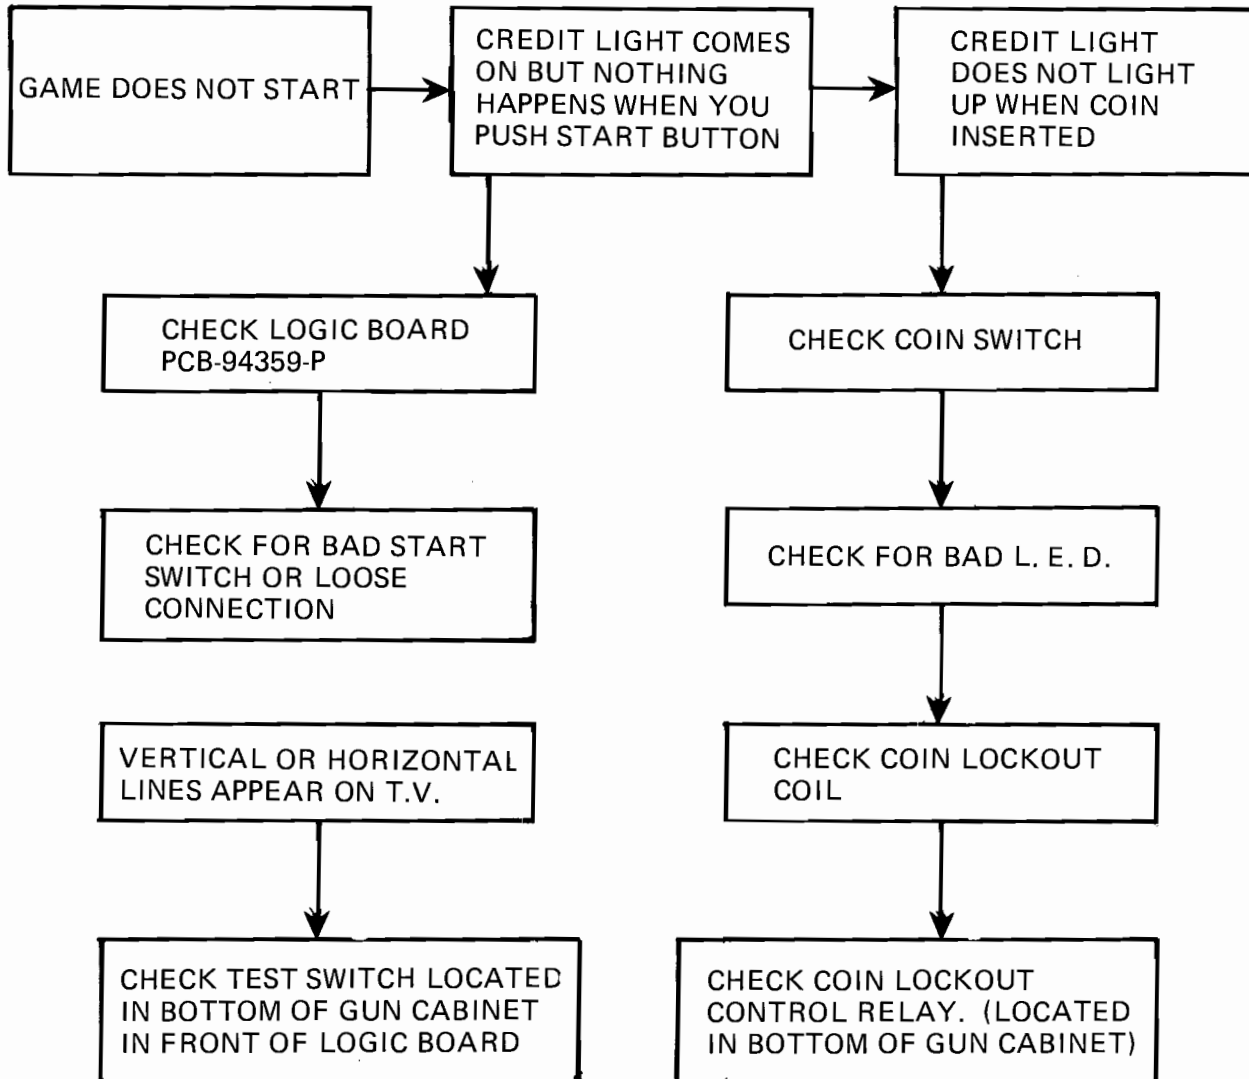 GAME DOES NOT START
CREDIT LIGHT COMES
ON BUT NOTHING
HAPPENS WHEN YOU
PUSH START BUTTON
CREDIT LIGHT
DOES NOT LIGHT
UP WHEN COIN
INSERTED
CHECK LOGIC BOARD
PCB-94359-P
CHECK COIN SWITCH
CHECK FOR BAD START
SWITCH OR LOOSE
CONNECTION
CHECK FOR BAD L. E. D.
VERTICAL OR HORIZONTAL
LINES APPEAR ON T.V.
CHECK COIN LOCKOUT
COIL
CHECK TEST SWITCH LOCATED
IN BOTTOM OF GUN CABINET
IN FRONT OF LOGIC BOARD
CHECK COIN LOCKOUT
CONTROL RELAY. (LOCATED
IN BOTTOM OF GUN CABINET)